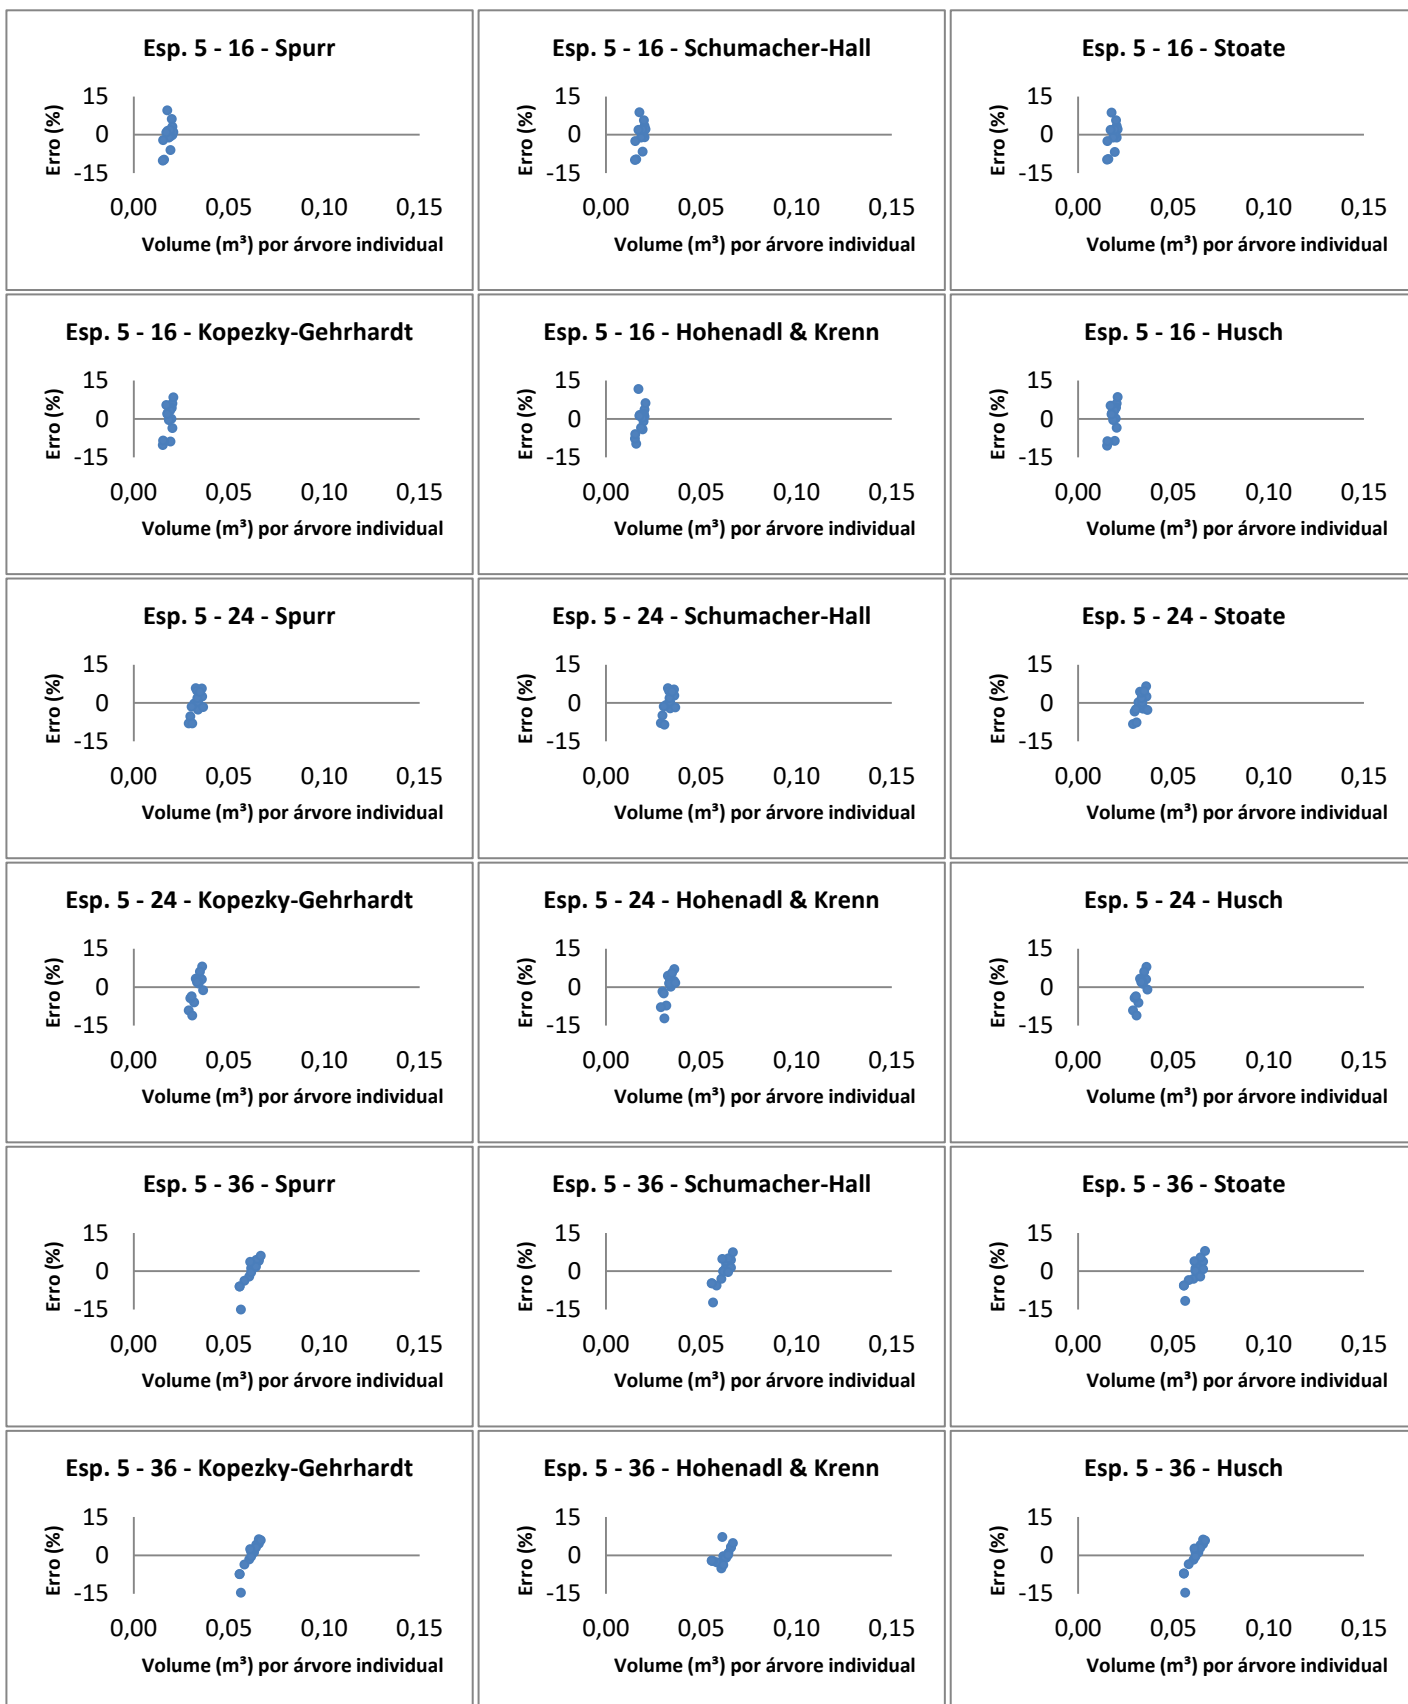 Esp. 5 - 16 - Spurr
Erro (%)
15
0
-15
0,00 0,05 0,10 0,15
Volume (m³) por árvore individual
Esp. 5 - 16 - Schumacher-Hall
Erro (%)
15
0
-15
0,00 0,05 0,10 0,15
Volume (m³) por árvore individual
Esp. 5 - 16 - Stoate
Erro (%)
15
0
-15
0,00 0,05 0,10 0,15
Volume (m³) por árvore individual
Esp. 5 - 16 - Kopezky-Gehrhardt
Erro (%)
15
0
-15
0,00 0,05 0,10 0,15
Volume (m³) por árvore individual
Esp. 5 - 16 - Hohenadl & Krenn
Erro (%)
15
0
-15
0,00 0,05 0,10 0,15
Volume (m³) por árvore individual
Esp. 5 - 16 - Husch
Erro (%)
15
0
-15
0,00 0,05 0,10 0,15
Volume (m³) por árvore individual
Esp. 5 - 24 - Spurr
Erro (%)
15
0
-15
0,00 0,05 0,10 0,15
Volume (m³) por árvore individual
Esp. 5 - 24 - Schumacher-Hall
Erro (%)
15
0
-15
0,00 0,05 0,10 0,15
Volume (m³) por árvore individual
Esp. 5 - 24 - Stoate
Erro (%)
15
0
-15
0,00 0,05 0,10 0,15
Volume (m³) por árvore individual
Esp. 5 - 24 - Kopezky-Gehrhardt
Erro (%)
15
0
-15
0,00 0,05 0,10 0,15
Volume (m³) por árvore individual
Esp. 5 - 24 - Hohenadl & Krenn
Erro (%)
15
0
-15
0,00 0,05 0,10 0,15
Volume (m³) por árvore individual
Esp. 5 - 24 - Husch
Erro (%)
15
0
-15
0,00 0,05 0,10 0,15
Volume (m³) por árvore individual
Esp. 5 - 36 - Spurr
Erro (%)
15
0
-15
0,00 0,05 0,10 0,15
Volume (m³) por árvore individual
Esp. 5 - 36 - Schumacher-Hall
Erro (%)
15
0
-15
0,00 0,05 0,10 0,15
Volume (m³) por árvore individual
Esp. 5 - 36 - Stoate
Erro (%)
15
0
-15
0,00 0,05 0,10 0,15
Volume (m³) por árvore individual
Esp. 5 - 36 - Kopezky-Gehrhardt
Erro (%)
15
0
-15
0,00 0,05 0,10 0,15
Volume (m³) por árvore individual
Esp. 5 - 36 - Hohenadl & Krenn
Erro (%)
15
0
-15
0,00 0,05 0,10 0,15
Volume (m³) por árvore individual
Esp. 5 - 36 - Husch
Erro (%)
15
0
-15
0,00 0,05 0,10 0,15
Volume (m³) por árvore individual